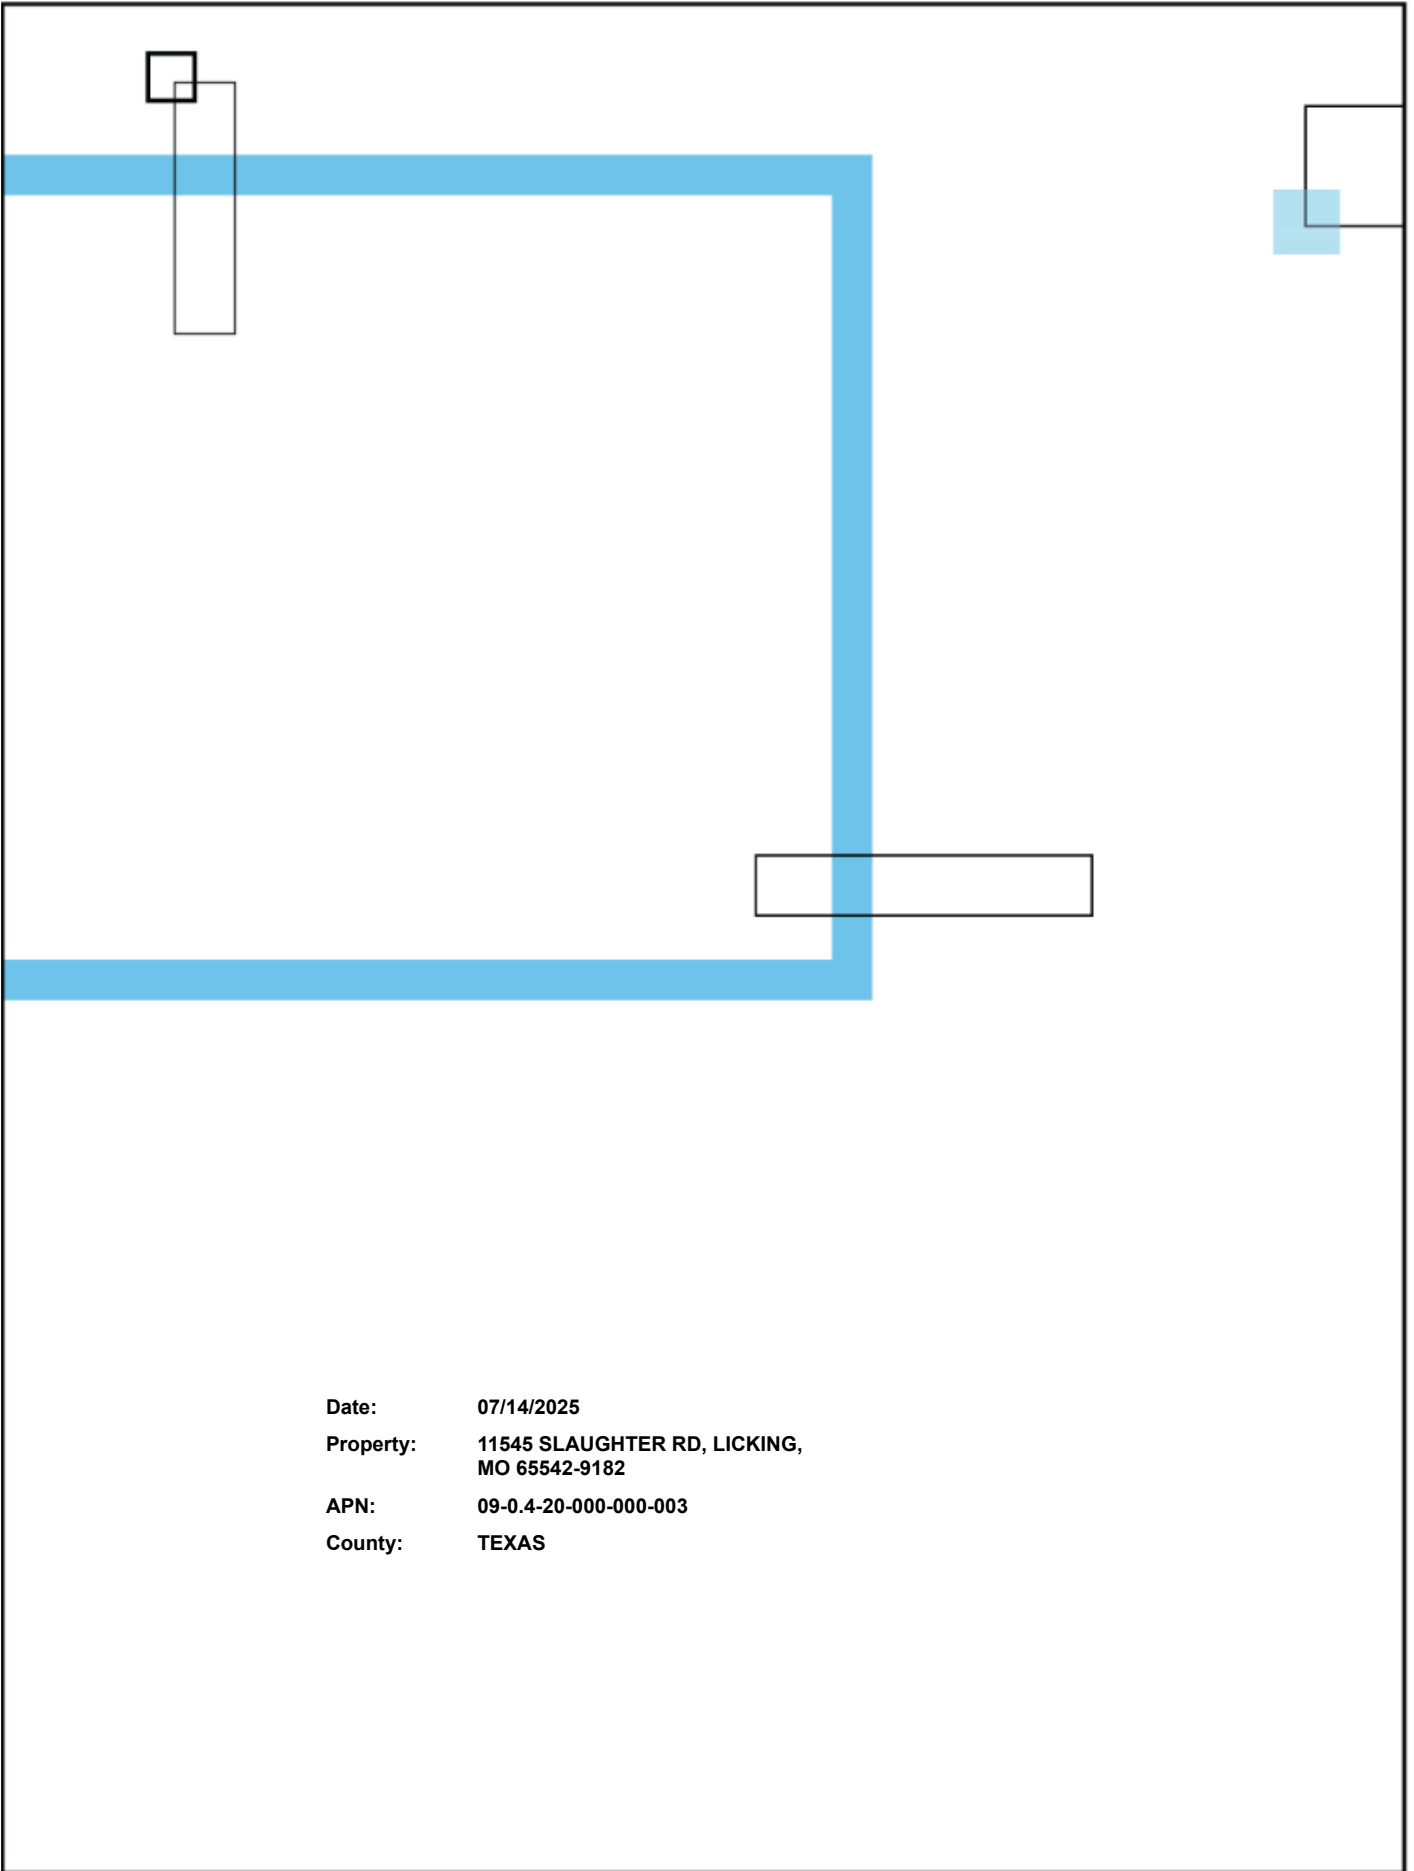 Date: 07/14/2025
Property: 11545 SLAUGHTER RD, LICKING,
MO 65542-9182
APN: 09-0.4-20-000-000-003
County: TEXAS